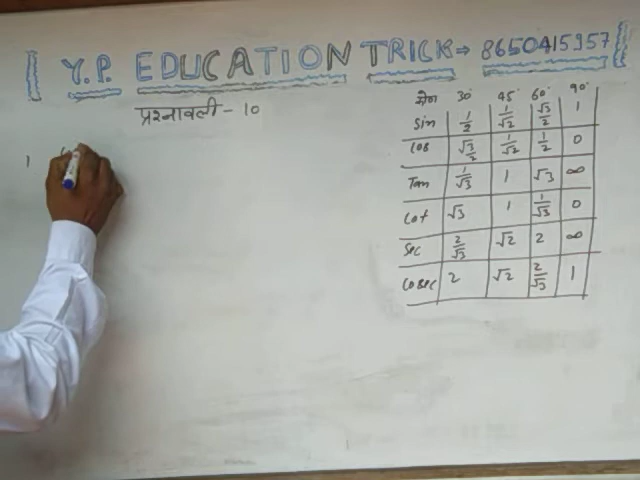 Y.P. EDUCATION TRICK → 8650415957
प्रश्नावली - 10
कोण 30° 45° 60° 90°
Sin 1/2 1/√2 √3/2 1
Cos √3/2 1/√2 1/2 0
Tan 1/√3 1 √3 ∞
Cot √3 1 1/√3 0
Sec 2/√3 √2 2 ∞
Cosec 2 √2 2/√3 1
1